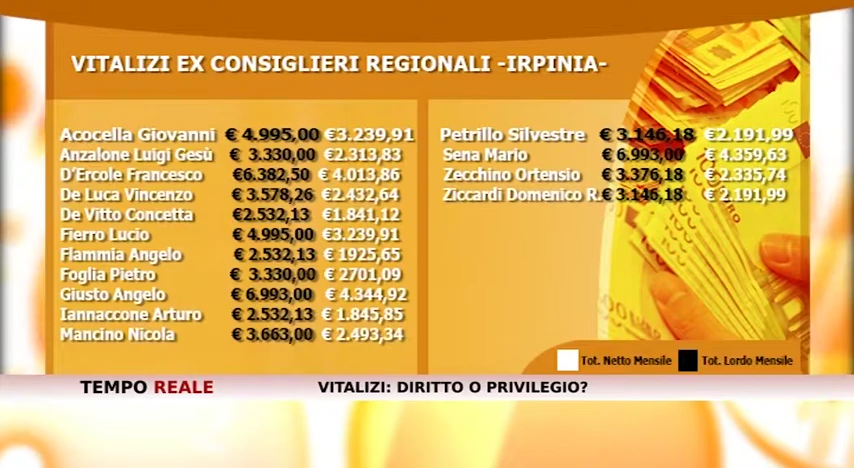 VITALIZI EX CONSIGLIERI REGIONALI -IRPINIA-
Acocella Giovanni € 4.995,00 €3.239,91
Anzalone Luigi Gesù € 3.330,00 €2.313,83
D'Ercole Francesco €6.382,50 € 4.013,86
De Luca Vincenzo € 3.578,26 €2.432,64
De Vitto Concetta €2.532,13 €1.841,12
Fierro Lucio € 4.995,00 €3.239,91
Flammia Angelo € 2.532,13 € 1925,65
Foglia Pietro € 3.330,00 € 2701,09
Giusto Angelo € 6.993,00 € 4.344,92
Iannaccone Arturo € 2.532,13 € 1.845,85
Mancino Nicola € 3.663,00 € 2.493,34
Petrillo Silvestre € 3.146,18 €2.191,99
Sena Mario € 6.993,00 € 4.359,63
Zecchino Ortensio € 3.376,18 € 2.335,74
Ziccardi Domenico R.€ 3.146,18 € 2.191,99
Tot. Netto Mensile Tot. Lordo Mensile
TEMPO REALE VITALIZI: DIRITTO O PRIVILEGIO?